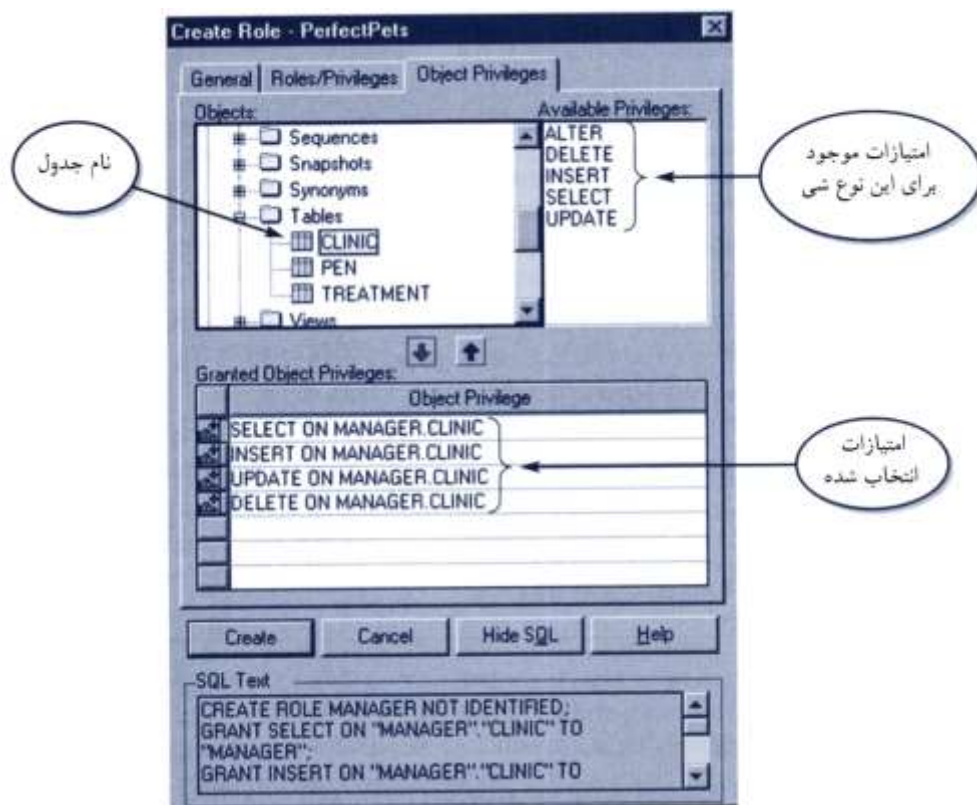 Create Role - PerfectPets
General
Roles/Privileges
Object Privileges
Objects:
Available Privileges:
Sequences
Snapshots
Synonyms
Tables
CLINIC
PEN
TREATMENT
Views
ALTER
DELETE
INSERT
SELECT
UPDATE
نام جدول
امتیازات موجود
برای این نوع شی
Granted Object Privileges:
Object Privilege
SELECT ON MANAGER.CLINIC
INSERT ON MANAGER.CLINIC
UPDATE ON MANAGER.CLINIC
DELETE ON MANAGER.CLINIC
امتیازات
انتخاب شده
Create
Cancel
Hide SQL
Help
SQL Text
CREATE ROLE MANAGER NOT IDENTIFIED;
GRANT SELECT ON "MANAGER"."CLINIC" TO
"MANAGER";
GRANT INSERT ON "MANAGER"."CLINIC" TO